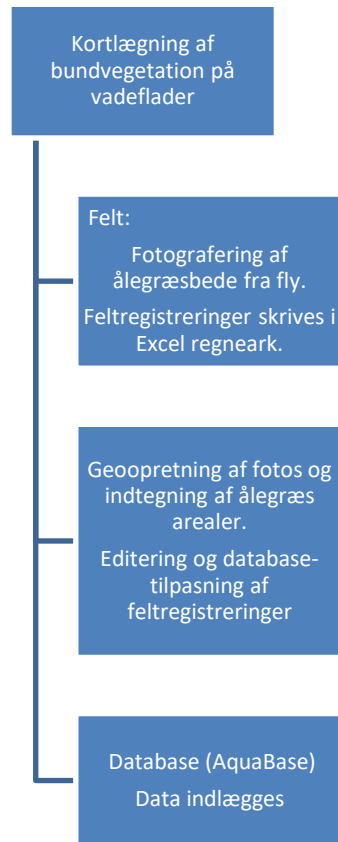 Kortlægning af
bundvegetation på
vadeflader
Felt:
Fotografering af
ålegræsbede fra fly.
Feltregistreringer skrives i
Excel regneark.
Geoopretning af fotos og
indtegning af ålegræs
arealer.
Editering og database-
tilpasning af
feltregistreringer
Database (AquaBase)
Data indlægges